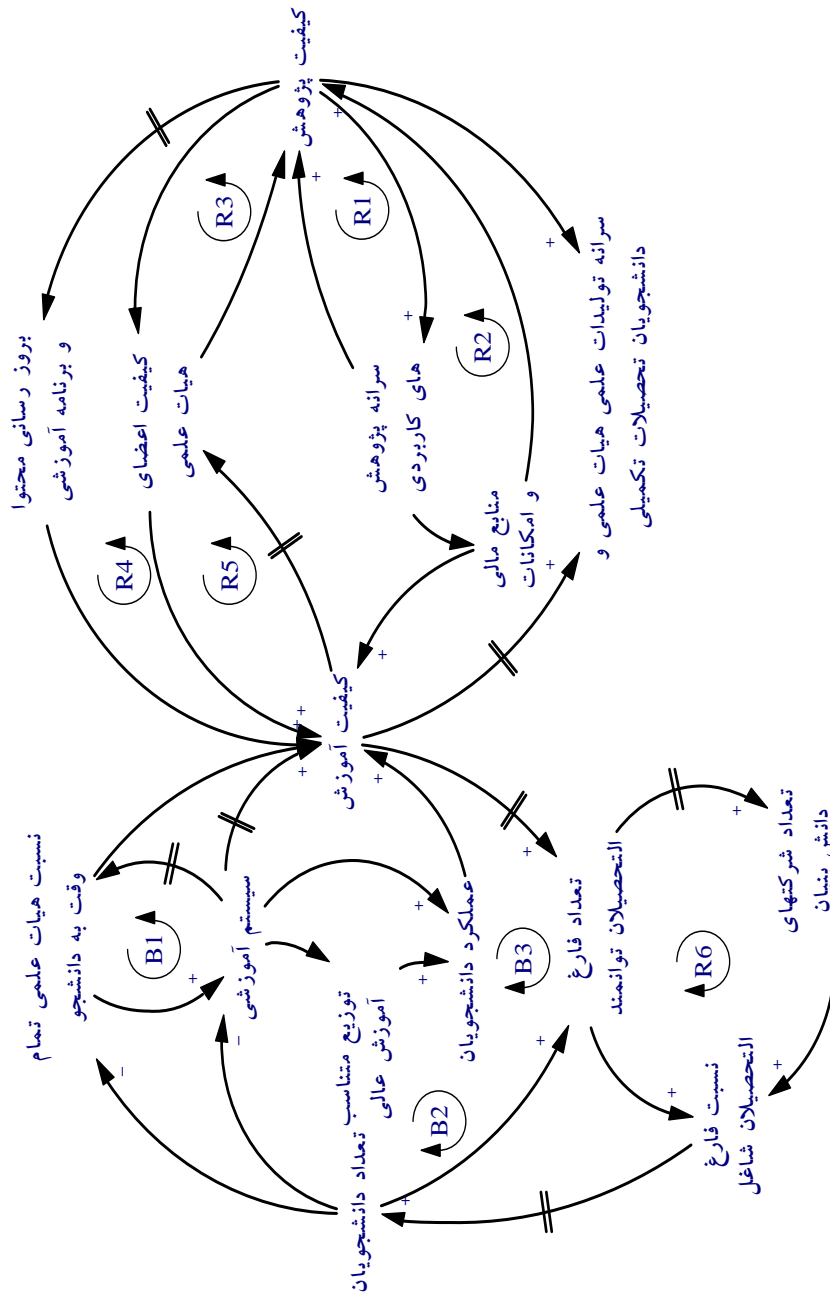 بروز رسانی محتوا
و برنامه آموزشی
نسبت هیات علمی تمام
وقت به دانشجو
کیفیت اعضای
هیات علمی
R4
B1
R3
R5
سیستم آموزشی
کیفیت پژوهش
کیفیت آموزش
R1
توزیع متناسب
آموزش عالی
تعداد دانشجویان
سرانه پژوهش
های کاربردی
R2
B2
عملکرد دانشجویان
منابع مالی
و امکانات
B3
سرانه تولیدات علمی هیات علمی و
دانشجویان تحصیلات تکمیلی
تعداد فارغ
التحصیلان توانمند
R6
نسبت فارغ
التحصیلان شاغل
تعداد شرکتهای
دانش بنیان